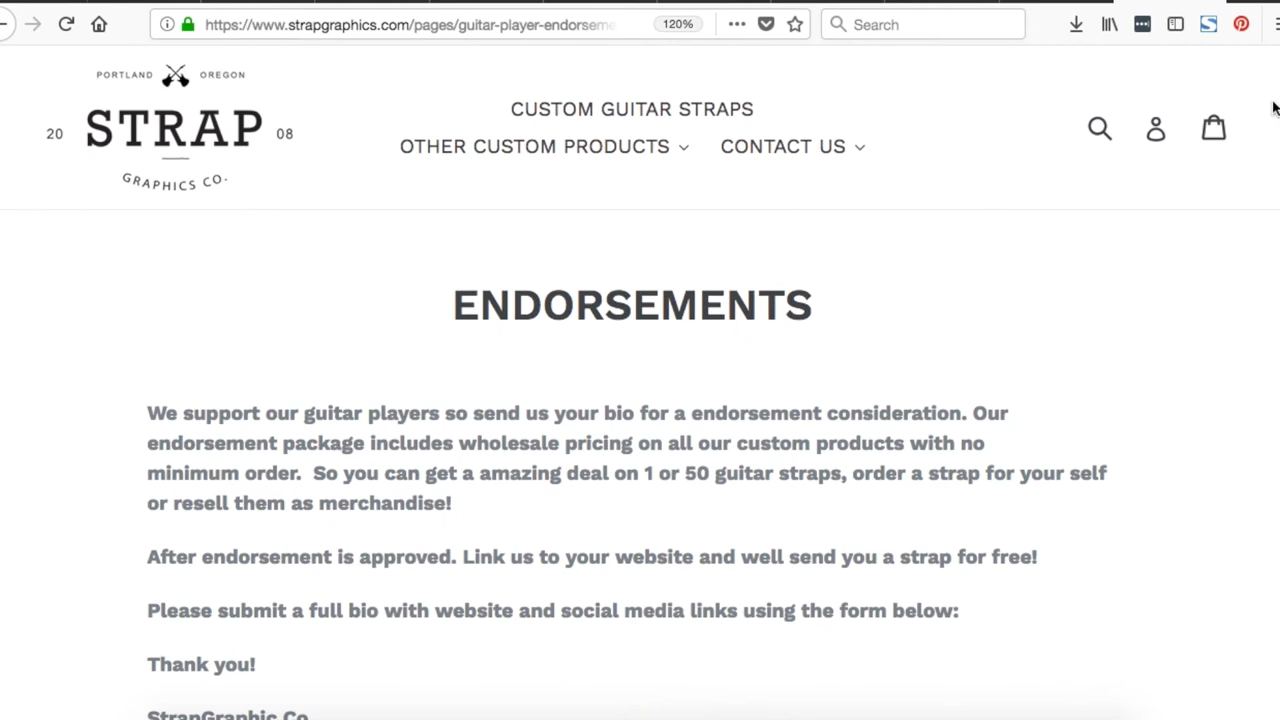 https://www.strapgraphics.com/pages/guitar-player-endorseme
120%
Search
PORTLAND OREGON
20 STRAP 08
GRAPHICS CO.
CUSTOM GUITAR STRAPS
OTHER CUSTOM PRODUCTS
CONTACT US
ENDORSEMENTS
We support our guitar players so send us your bio for a endorsement consideration. Our
endorsement package includes wholesale pricing on all our custom products with no
minimum order.  So you can get a amazing deal on 1 or 50 guitar straps, order a strap for your self
or resell them as merchandise!
After endorsement is approved. Link us to your website and well send you a strap for free!
Please submit a full bio with website and social media links using the form below:
Thank you!
StrapGraphic Co